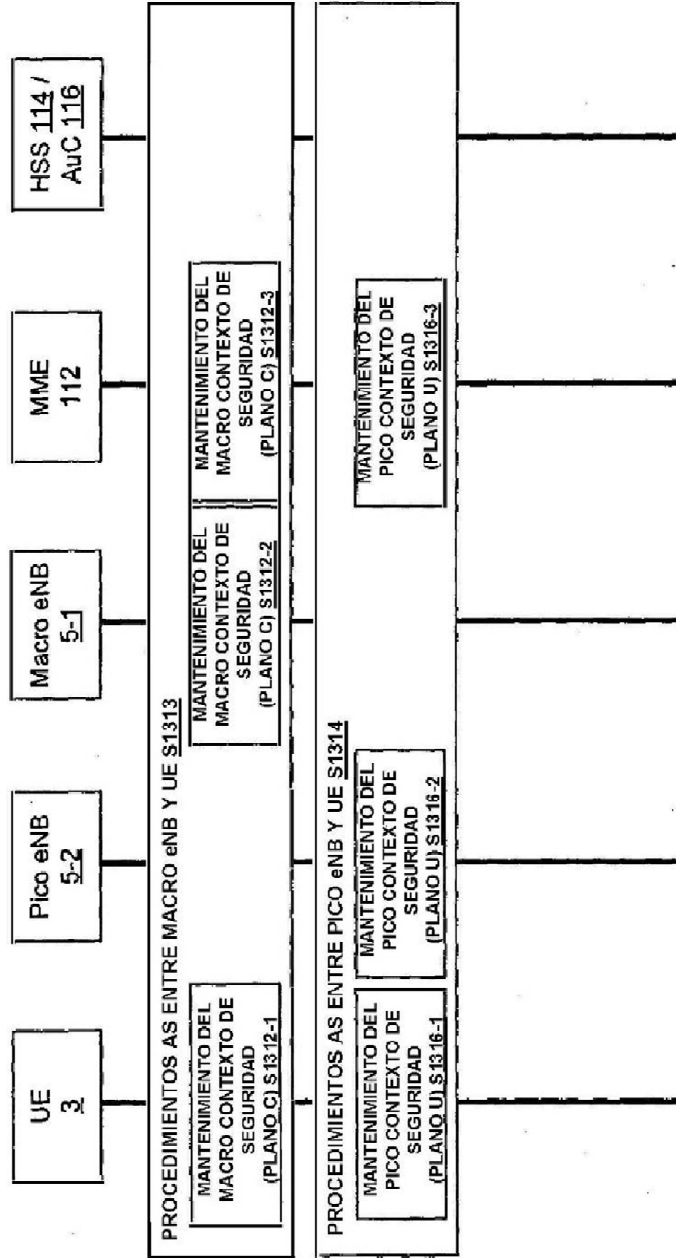 UE
3
Pico eNB
5-2
Macro eNB
5-1
MME
112
HSS 114 /
AuC 116
PROCEDIMIENTOS AS ENTRE MACRO eNB Y UE S1313
MANTENIMIENTO DEL
MACRO CONTEXTO DE
SEGURIDAD
(PLANO C) S1312-1
MANTENIMIENTO DEL
MACRO CONTEXTO DE
SEGURIDAD
(PLANO C) S1312-2
MANTENIMIENTO DEL
MACRO CONTEXTO DE
SEGURIDAD
(PLANO C) S1312-3
PROCEDIMIENTOS AS ENTRE PICO eNB Y UE S1314
MANTENIMIENTO DEL
PICO CONTEXTO DE
SEGURIDAD
(PLANO U) S1316-1
MANTENIMIENTO DEL
PICO CONTEXTO DE
SEGURIDAD
(PLANO U) S1316-2
MANTENIMIENTO DEL
PICO CONTEXTO DE
SEGURIDAD
(PLANO U) S1316-3